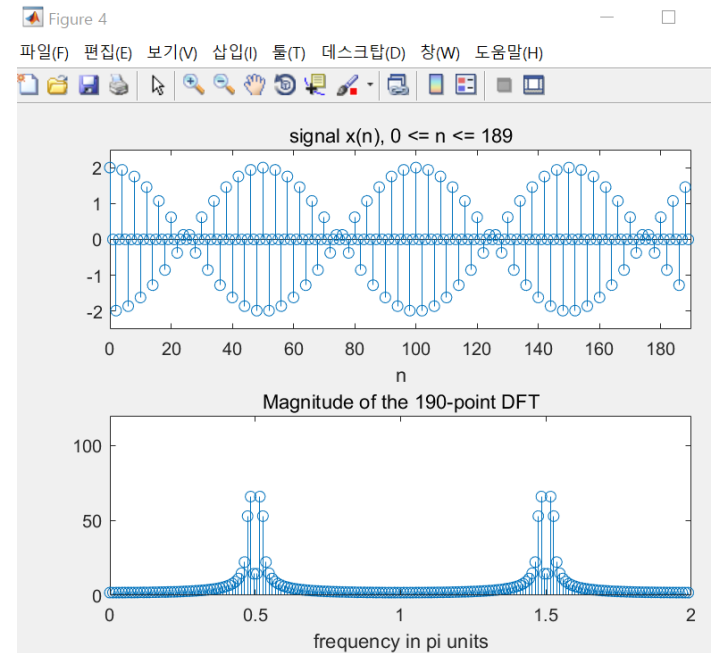 Figure 4
파일(F) 편집(E) 보기(V) 삽입(I) 툴(T) 데스크탑(D) 창(W) 도움말(H)
signal x(n), 0 <= n <= 189
2
1
0
-1
-2
0 20 40 60 80 100 120 140 160 180
n
Magnitude of the 190-point DFT
100
50
0
0 0.5 1 1.5 2
frequency in pi units